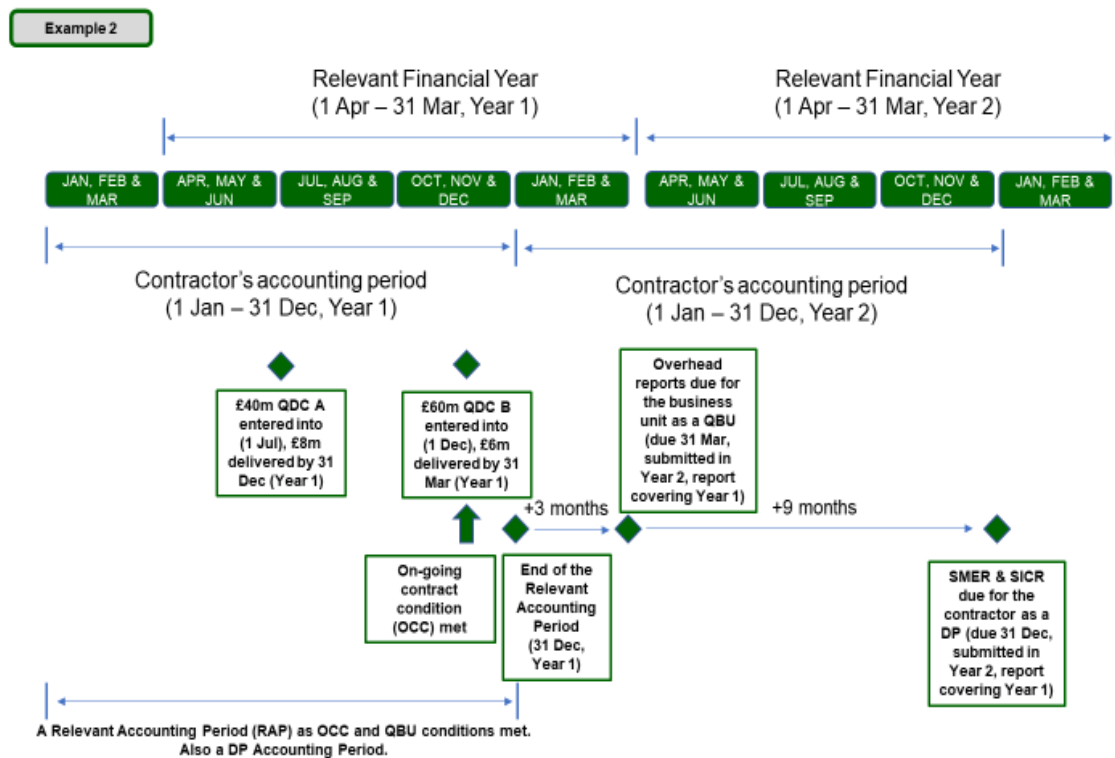 Example 2
Relevant Financial Year
(1 Apr – 31 Mar, Year 1)
Relevant Financial Year
(1 Apr – 31 Mar, Year 2)
JAN, FEB &
MAR
APR, MAY &
JUN
JUL, AUG &
SEP
OCT, NOV &
DEC
JAN, FEB &
MAR
APR, MAY &
JUN
JUL, AUG &
SEP
OCT, NOV &
DEC
JAN, FEB &
MAR
Contractor's accounting period
(1 Jan – 31 Dec, Year 1)
Contractor's accounting period
(1 Jan – 31 Dec, Year 2)
£40m QDC A
entered into
(1 Jul), £8m
delivered by 31
Dec (Year 1)
£60m QDC B
entered into
(1 Dec), £6m
delivered by 31
Mar (Year 1)
Overhead
reports due for
the business
unit as a QBU
(due 31 Mar,
submitted in
Year 2, report
covering Year 1)
+3 months
+9 months
On-going
contract
condition
(OCC) met
End of the
Relevant
Accounting
Period
(31 Dec,
Year 1)
SMER & SICR
due for the
contractor as a
DP (due 31 Dec,
submitted in
Year 2, report
covering Year 1)
A Relevant Accounting Period (RAP) as OCC and QBU conditions met.
Also a DP Accounting Period.